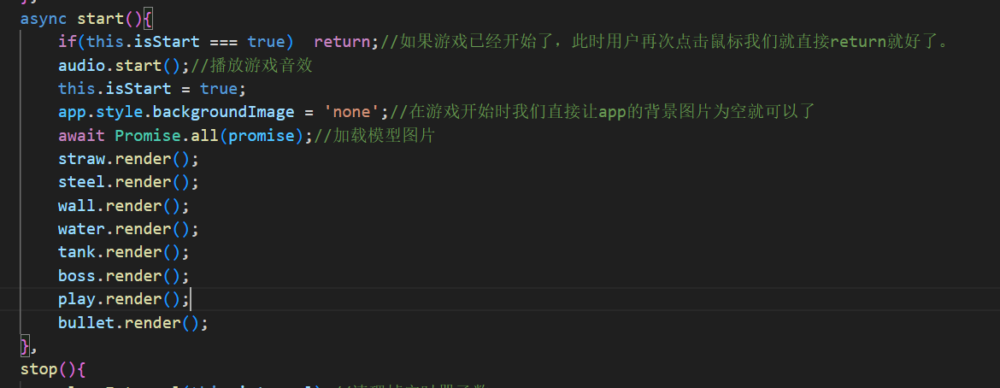 async start(){
if(this.isStart === true)  return;//如果游戏已经开始了，此时用户再次点击鼠标我们就直接return就好了。
audio.start();//播放游戏音效
this.isStart = true;
app.style.backgroundImage = 'none';//在游戏开始时我们直接让app的背景图片为空就可以了
await Promise.all(promise);//加载模型图片
straw.render();
steel.render();
wall.render();
water.render();
tank.render();
boss.render();
play.render();
bullet.render();
},
stop(){